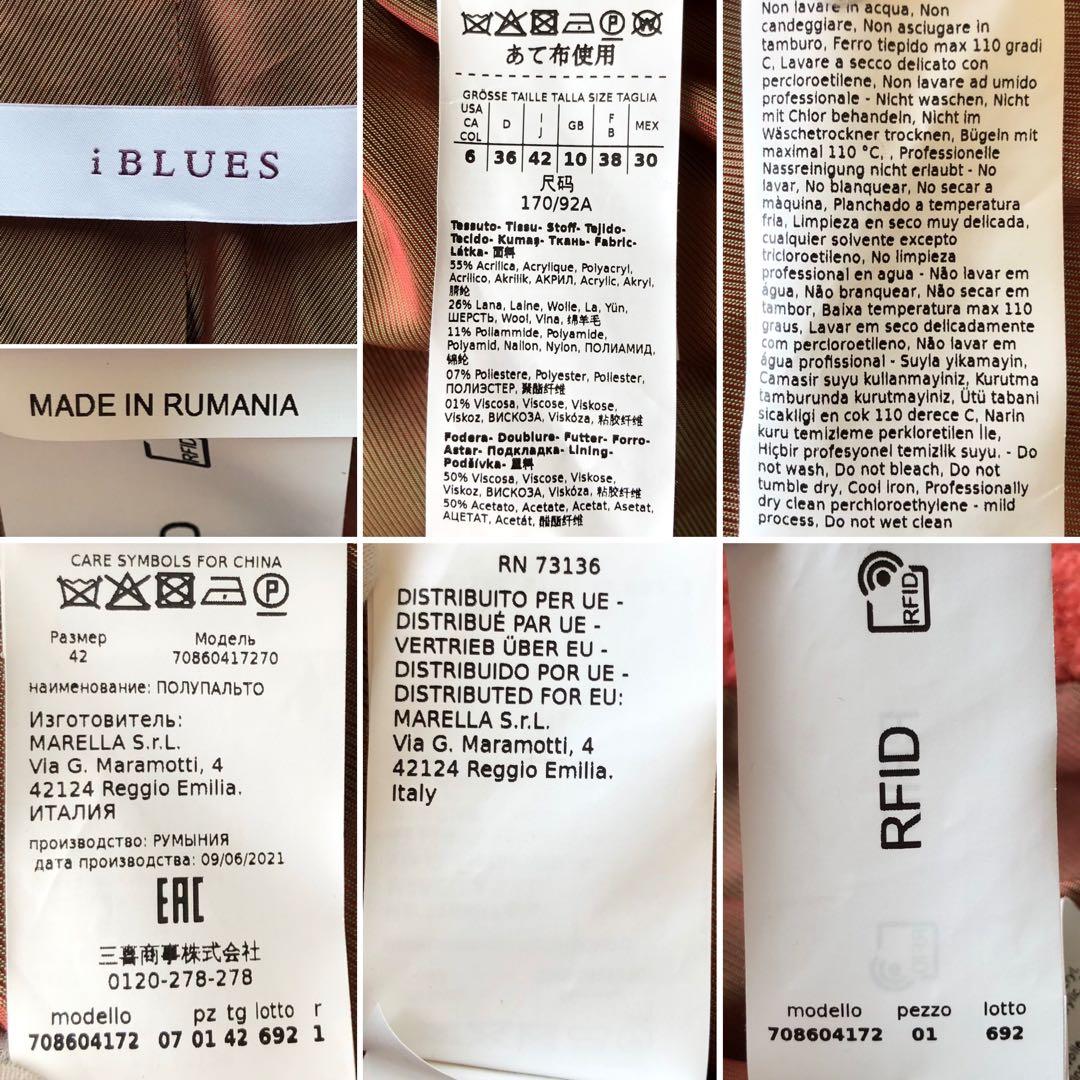 i BLUES
MADE IN RUMANIA
RFID
あて布使用
GRÖSSE TAILLE TALLA SIZE TAGLIA
USA CA COL D I J GB F B MEX
6 36 42 10 38 30
尺码
170/92A
Tessuto- Tissu- Stoff- Tejido-
Tecido- Kumaş- Ткань- Fabric-
Látka- 面料
55% Acrilica, Acrylique, Polyacryl,
Acrílico, Akrilik, АКРИЛ, Acrylic, Akryl,
腈纶
26% Lana, Laine, Wolle, La, Yün,
ШЕРСТЬ, Wool, Vlna, 绵羊毛
11% Poliammide, Polyamide,
Polyamid, Nailon, Nylon, ПОЛИАМИД,
锦纶
07% Poliestere, Polyester, Poliester,
ПОЛИЭСТЕР, 聚酯纤维
01% Viscosa, Viscose, Viskose,
Viskoz, ВИСКОЗА, Viskóza, 粘胶纤维
Fodera- Doublure- Futter- Forro-
Astar- Подкладка- Lining-
Podšívka- 里料
50% Viscosa, Viscose, Viskose,
Viskoz, ВИСКОЗА, Viskóza, 粘胶纤维
50% Acetato, Acetate, Acetat, Asetat,
АЦЕТАТ, Acetát, 醋酯纤维
Non lavare in acqua, Non
candeggiare, Non asciugare in
tamburo, Ferro tiepido max 110 gradi
C, Lavare a secco delicato con
percloroetilene, Non lavare ad umido
professionale - Nicht waschen, Nicht
mit Chlor behandeln, Nicht im
Wäschetrockner trocknen, Bügeln mit
maximal 110 °C, , Professionelle
Nassreinigung nicht erlaubt - No
lavar, No blanquear, No secar a
màquina, Planchado a temperatura
fria, Limpieza en seco muy delicada,
cualquier solvente excepto
tricloroetileno, No limpieza
professional en agua - Não lavar em
água, Não branquear, Não secar em
tambor, Baixa temperatura max 110
graus, Lavar em seco delicadamente
com percloroetileno, Não lavar em
água profissional - Suyla yikamayin,
Camasir suyu kullanmayiniz, Kurutma
tamburunda kurutmayiniz, Ütü tabani
sicakligi en cok 110 derece C, Narin
kuru temizleme perkloretilen İle,
Hiçbir profesyonel temizlik suyu. - Do
not wash, Do not bleach, Do not
tumble dry, Cool iron, Professionally
dry clean perchloroethylene - mild
process, Do not wet clean
CARE SYMBOLS FOR CHINA
Размер Модель
42 70860417270
наименование: ПОЛУПАЛЬТО
Изготовитель:
MARELLA S.r.L.
Via G. Maramotti, 4
42124 Reggio Emilia.
ИТАЛИЯ
производство: РУМЫНИЯ
дата производства: 09/06/2021
EAC
三喜商事株式会社
0120-278-278
modello pz tg lotto r
708604172 07 01 42 692 1
RN 73136
DISTRIBUITO PER UE -
DISTRIBUÉ PAR UE -
VERTRIEB ÜBER EU -
DISTRIBUIDO POR UE -
DISTRIBUTED FOR EU:
MARELLA S.r.L.
Via G. Maramotti, 4
42124 Reggio Emilia.
Italy
RFID
RFID
modello pezzo lotto
708604172 01 692